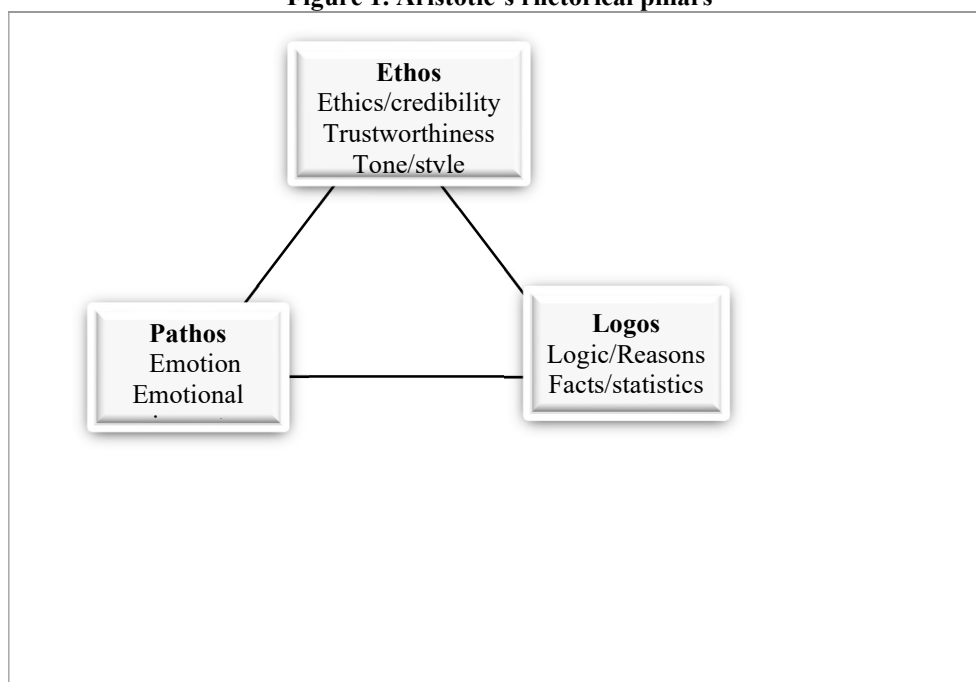 Figure 1. Aristotle's rhetorical pillars
Ethos
Ethics/credibility
Trustworthiness
Tone/style
Pathos
Emotion
Emotional
Logos
Logic/Reasons
Facts/statistics